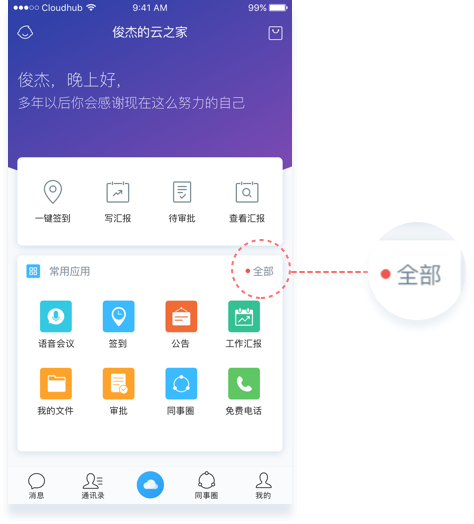 Cloudhub 9:41 AM 99%
俊杰的云之家
俊杰，晚上好，
多年以后你会感谢现在这么努力的自己
一键签到 写汇报 待审批 查看汇报
常用应用 全部
全部
语音会议 签到 公告 工作汇报
我的文件 审批 同事圈 免费电话
消息 通讯录 同事圈 我的